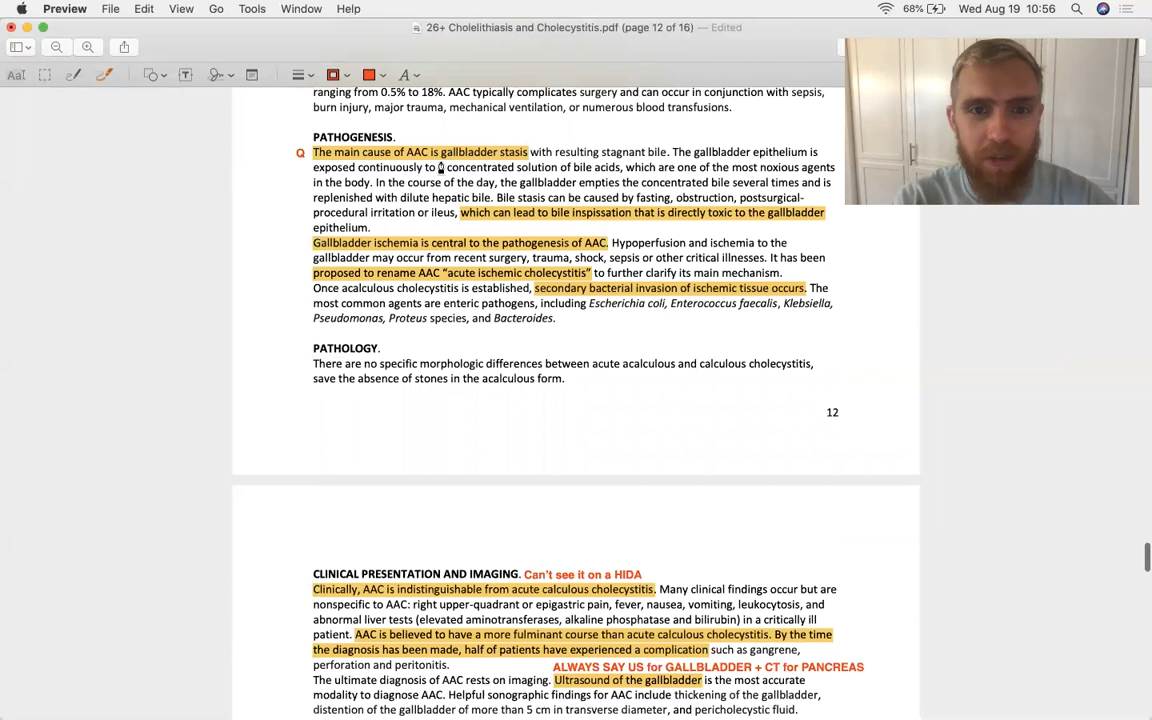 Preview File Edit View Go Tools Window Help 68% Wed Aug 19 10:56
26+ Cholelithiasis and Cholecystitis.pdf (page 12 of 16) — Edited
AaI T A
ranging from 0.5% to 18%. AAC typically complicates surgery and can occur in conjunction with sepsis,
burn injury, major trauma, mechanical ventilation, or numerous blood transfusions.
PATHOGENESIS.
Q The main cause of AAC is gallbladder stasis with resulting stagnant bile. The gallbladder epithelium is
exposed continuously to concentrated solution of bile acids, which are one of the most noxious agents
in the body. In the course of the day, the gallbladder empties the concentrated bile several times and is
replenished with dilute hepatic bile. Bile stasis can be caused by fasting, obstruction, postsurgical-
procedural irritation or ileus, which can lead to bile inspissation that is directly toxic to the gallbladder
epithelium.
Gallbladder ischemia is central to the pathogenesis of AAC. Hypoperfusion and ischemia to the
gallbladder may occur from recent surgery, trauma, shock, sepsis or other critical illnesses. It has been
proposed to rename AAC “acute ischemic cholecystitis” to further clarify its main mechanism.
Once acalculous cholecystitis is established, secondary bacterial invasion of ischemic tissue occurs. The
most common agents are enteric pathogens, including Escherichia coli, Enterococcus faecalis, Klebsiella,
Pseudomonas, Proteus species, and Bacteroides.
PATHOLOGY.
There are no specific morphologic differences between acute acalculous and calculous cholecystitis,
save the absence of stones in the acalculous form.
12
CLINICAL PRESENTATION AND IMAGING. Can't see it on a HIDA
Clinically, AAC is indistinguishable from acute calculous cholecystitis. Many clinical findings occur but are
nonspecific to AAC: right upper-quadrant or epigastric pain, fever, nausea, vomiting, leukocytosis, and
abnormal liver tests (elevated aminotransferases, alkaline phosphatase and bilirubin) in a critically ill
patient. AAC is believed to have a more fulminant course than acute calculous cholecystitis. By the time
the diagnosis has been made, half of patients have experienced a complication such as gangrene,
perforation and peritonitis.
ALWAYS SAY US for GALLBLADDER + CT for PANCREAS
The ultimate diagnosis of AAC rests on imaging. Ultrasound of the gallbladder is the most accurate
modality to diagnose AAC. Helpful sonographic findings for AAC include thickening of the gallbladder,
distention of the gallbladder of more than 5 cm in transverse diameter, and pericholecystic fluid.